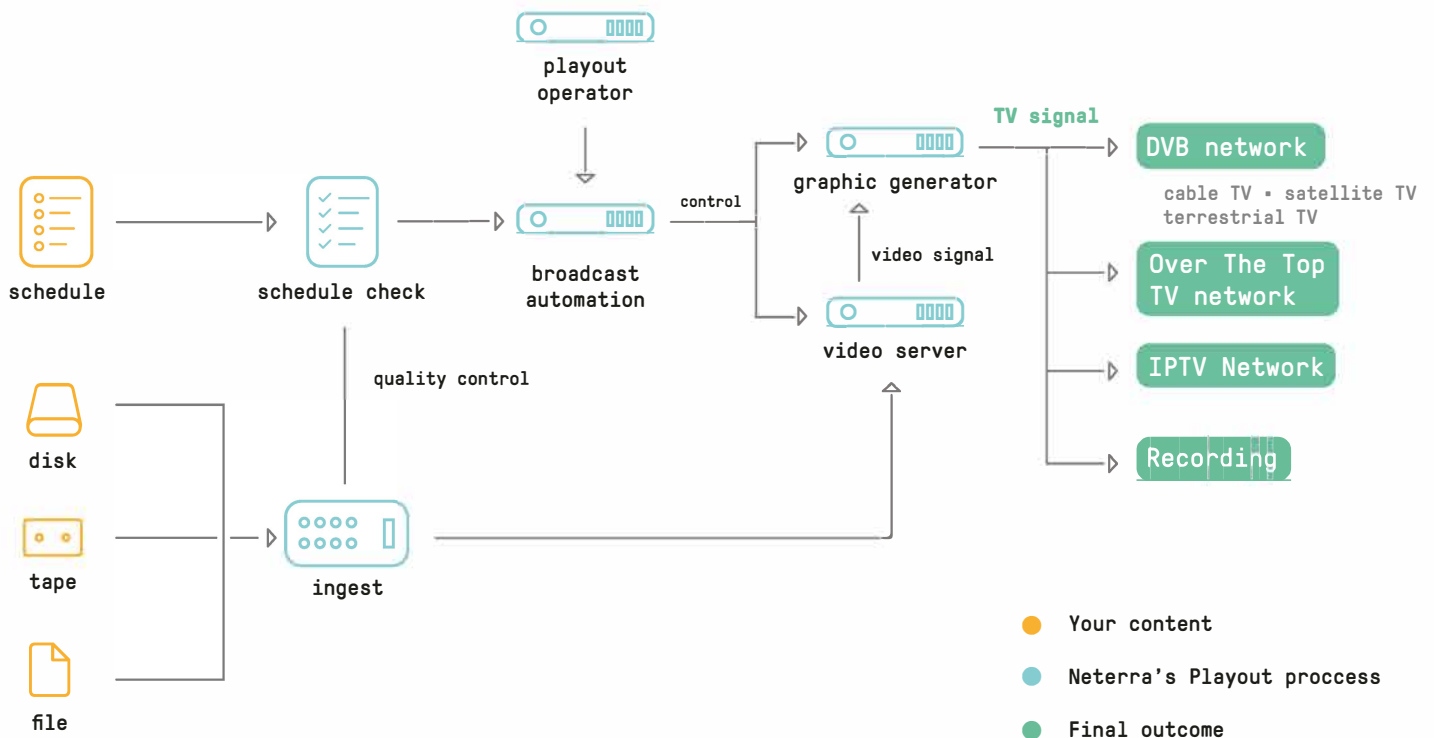 playout
operator
TV signal
DVB network
cable TV • satellite TV
terrestrial TV
graphic generator
control
schedule
schedule check
broadcast
automation
video signal
Over The Top
TV network
video server
IPTV Network
quality control
disk
Recording
tape
ingest
file
Your content
Neterra's Playout proccess
Final outcome